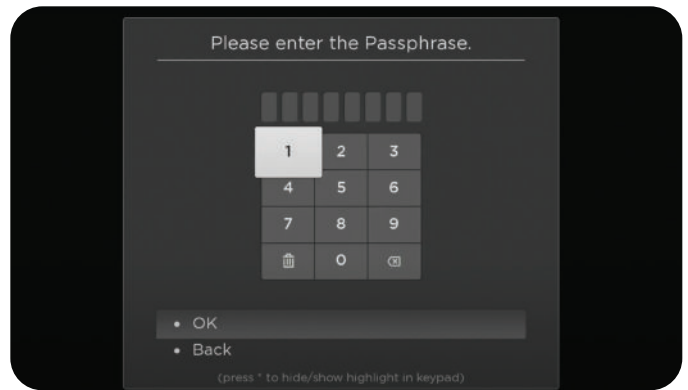 Please enter the Passphrase.
1 2 3
4 5 6
7 8 9
0
• OK
• Back
(press * to hide/show highlight in keypad)